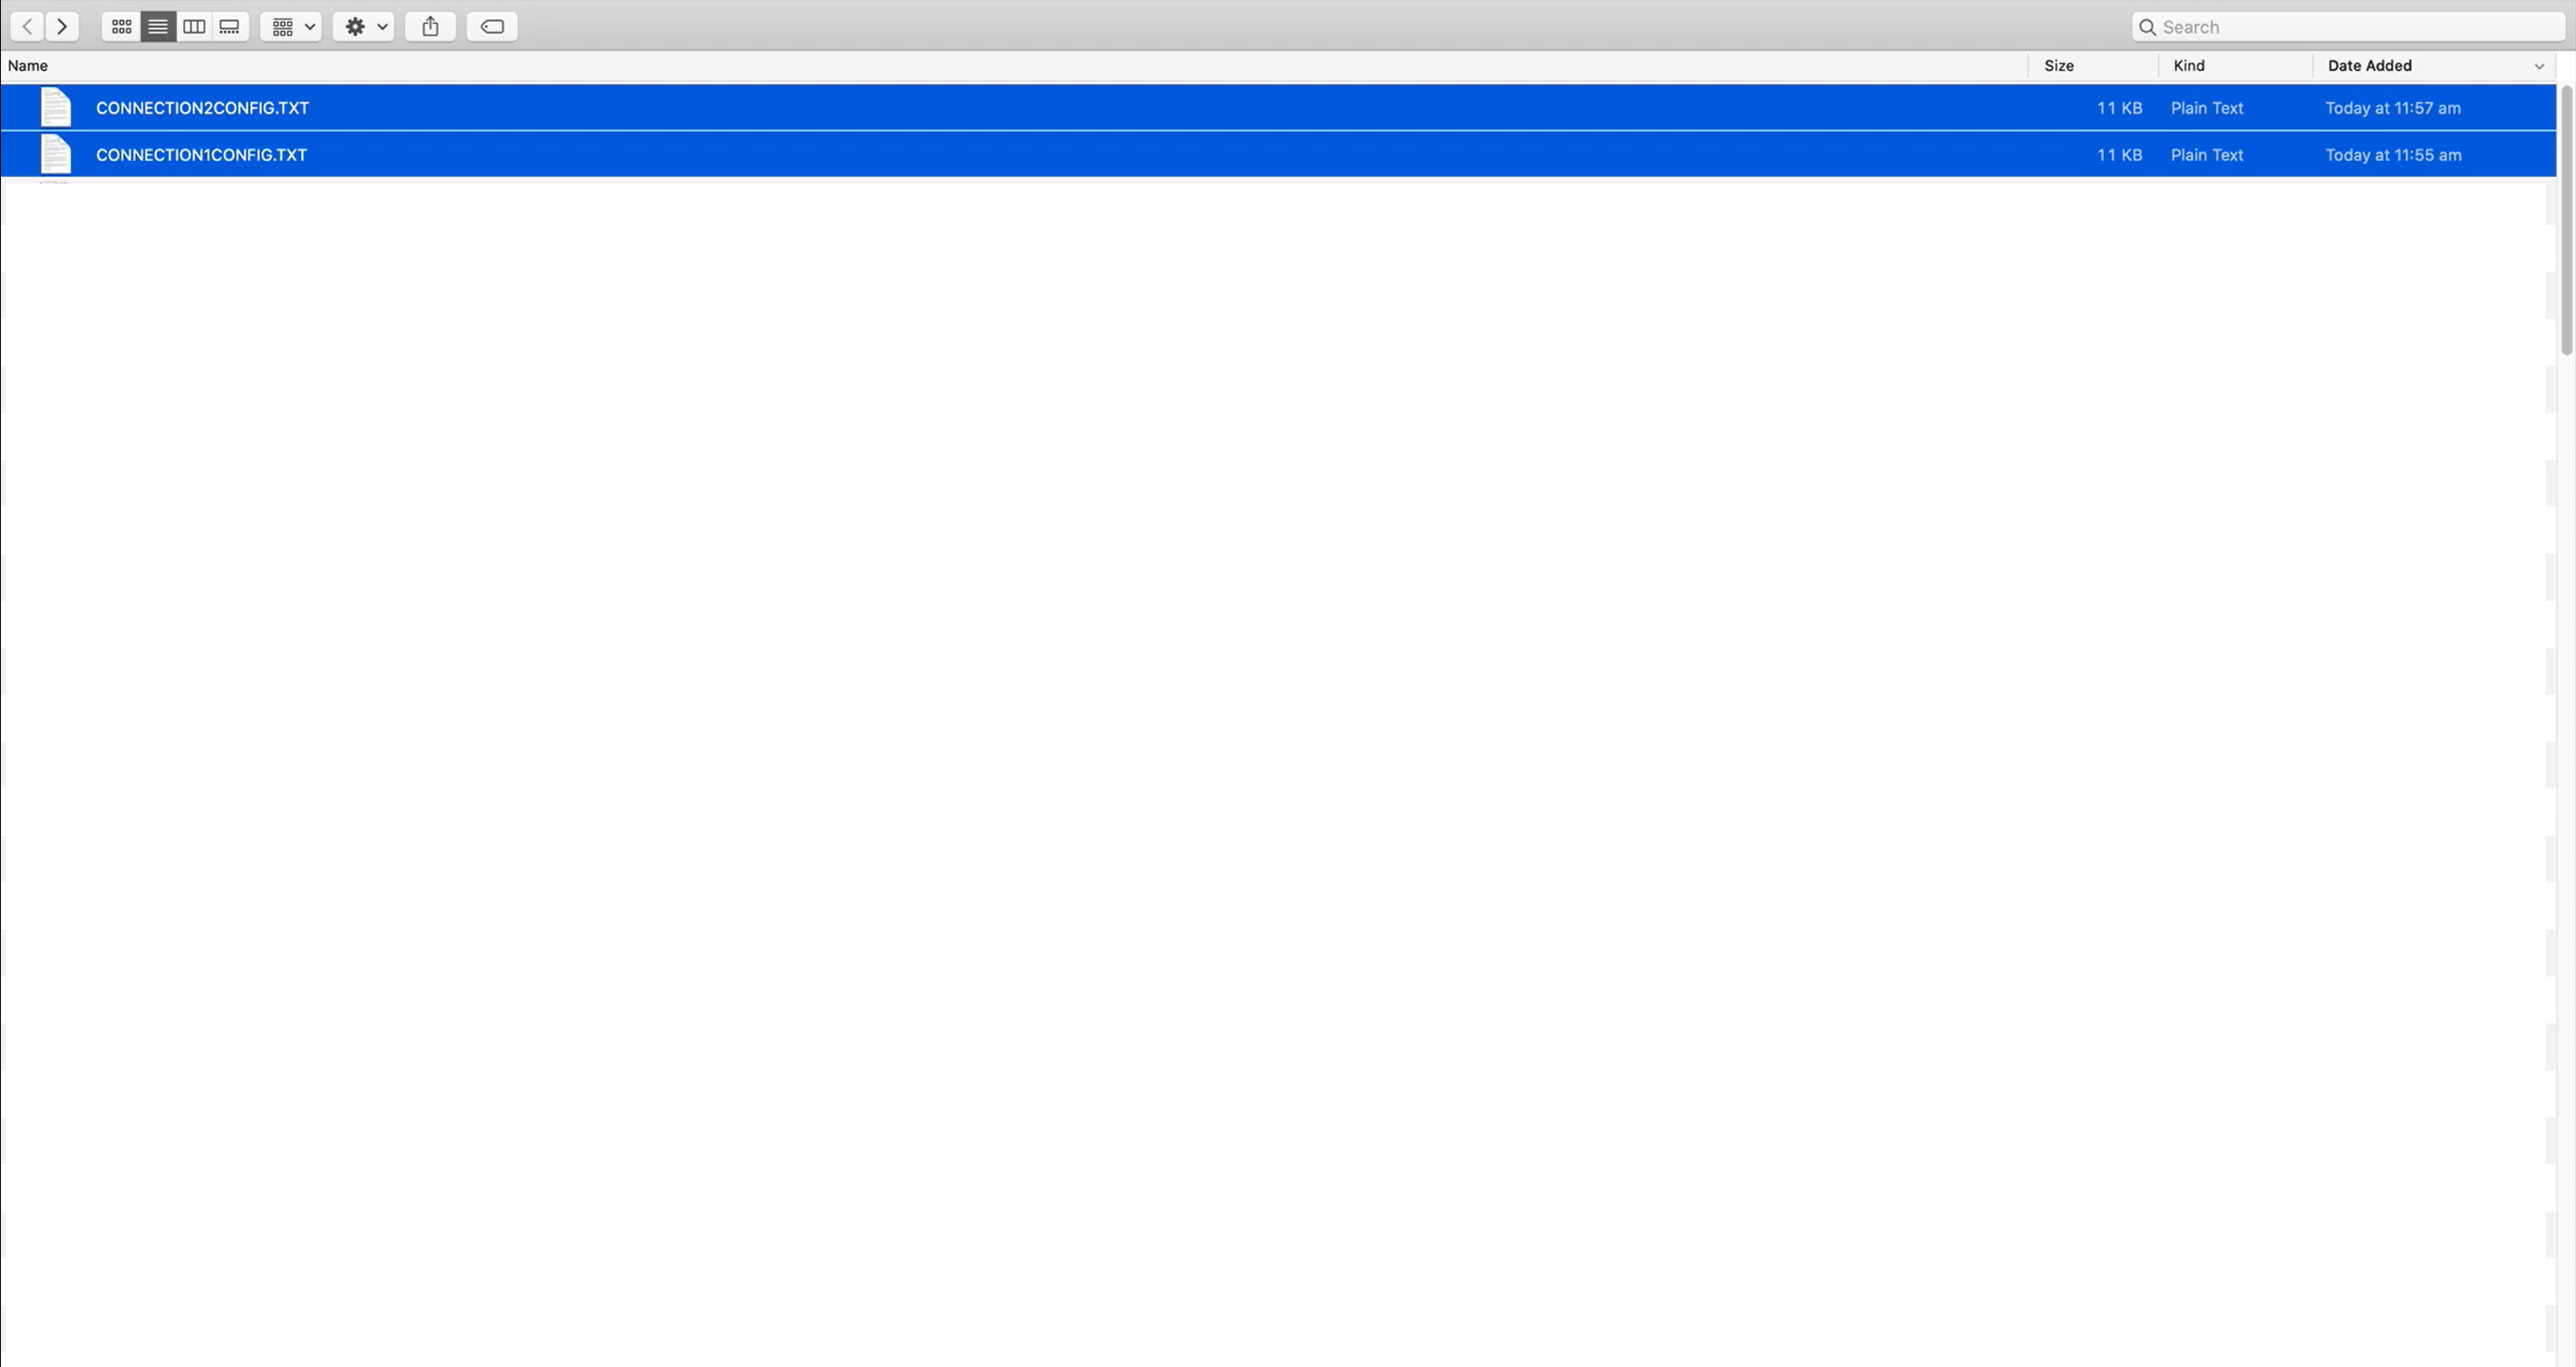 Search
Name Size Kind Date Added
CONNECTION2CONFIG.TXT 11 KB Plain Text Today at 11:57 am
CONNECTION1CONFIG.TXT 11 KB Plain Text Today at 11:55 am